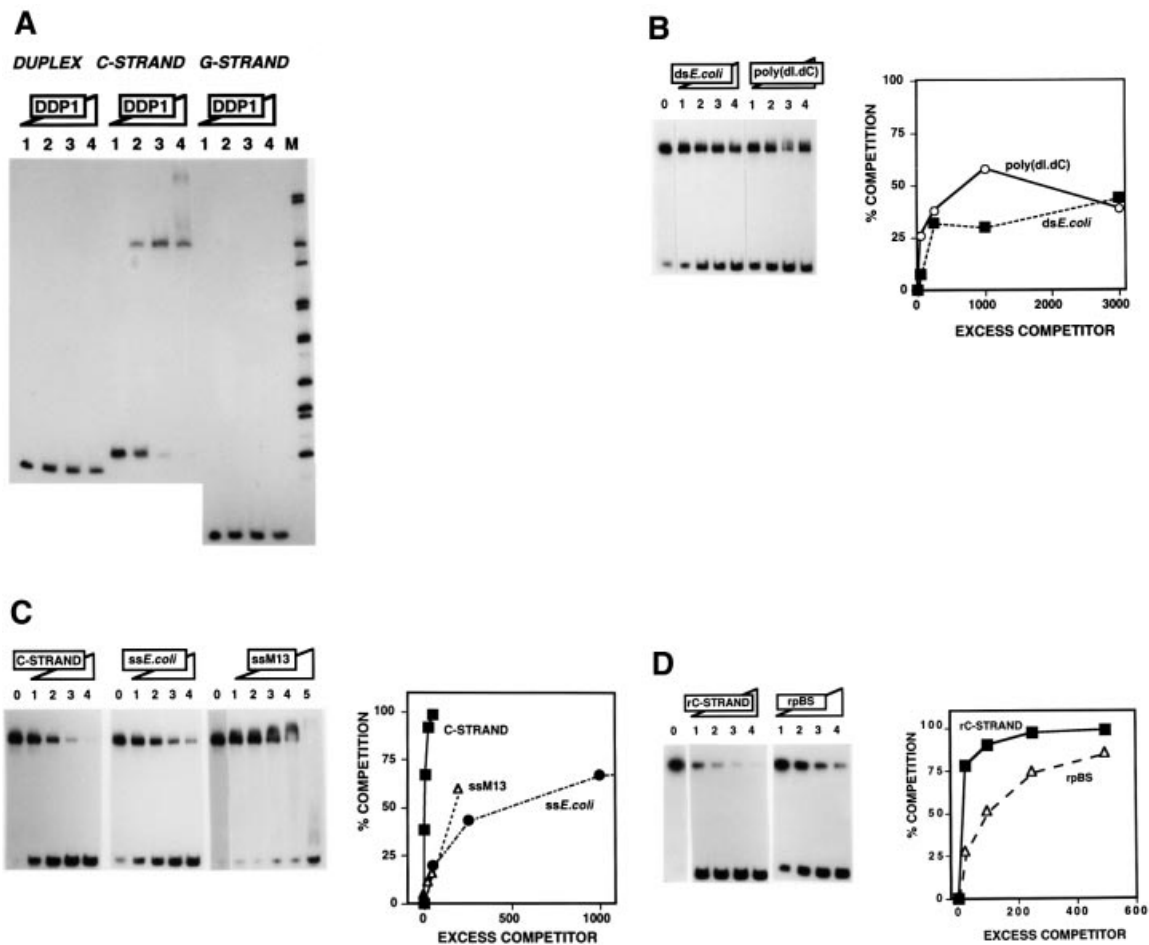 A
DUPLEX C-STRAND G-STRAND
DDP1 DDP1 DDP1
1 2 3 4 1 2 3 4 1 2 3 4 M
B
dsE.coli poly(dI.dC)
0 1 2 3 4 1 2 3 4
100
75
50
25
0
% COMPETITION
poly(dI.dC)
dsE.coli
0 1000 2000 3000
EXCESS COMPETITOR
C
C-STRAND ssE.coli ssM13
0 1 2 3 4 0 1 2 3 4 0 1 2 3 4 5
100
75
50
25
0
% COMPETITION
C-STRAND
ssM13
ssE.coli
0 500 1000
EXCESS COMPETITOR
D
rC-STRAND rpBS
0 1 2 3 4 1 2 3 4
100
75
50
25
0
% COMPETITION
rC-STRAND
rpBS
0 200 400 600
EXCESS COMPETITOR